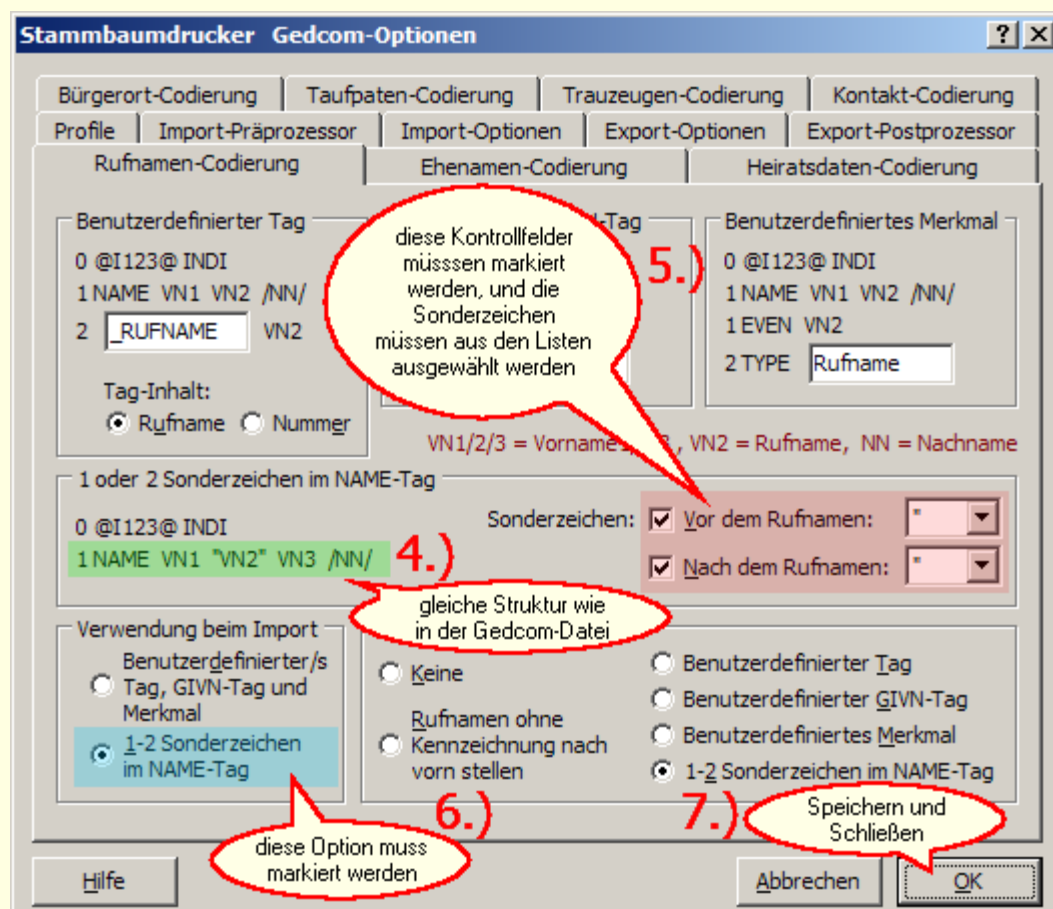 Stammbaumdrucker Gedcom-Optionen
Bürgerort-Codierung
Taufpaten-Codierung
Trauzeugen-Codierung
Kontakt-Codierung
Profile
Import-Präprozessor
Import-Optionen
Export-Optionen
Export-Postprozessor
Rufnamen-Codierung
Ehenamen-Codierung
Heiratsdaten-Codierung
Benutzerdefinierter Tag
0 @I123@ INDI
1 NAME VN1 VN2 /NN/
2 _RUFNAME VN2
Tag-Inhalt:
Rufname
Nummer
-Tag
diese Kontrollfelder
müsssen markiert
werden, und die
Sonderzeichen
müssen aus den Listen
ausgewählt werden
5.)
Benutzerdefiniertes Merkmal
0 @I123@ INDI
1 NAME VN1 VN2 /NN/
1 EVEN VN2
2 TYPE Rufname
VN1/2/3 = Vorname , VN2 = Rufname, NN = Nachname
1 oder 2 Sonderzeichen im NAME-Tag
0 @I123@ INDI
1 NAME VN1 "VN2" VN3 /NN/
4.)
Sonderzeichen:
Vor dem Rufnamen: "
Nach dem Rufnamen: "
gleiche Struktur wie
in der Gedcom-Datei
Verwendung beim Import
Benutzerdefinierter/s
Tag, GIVN-Tag und
Merkmal
1-2 Sonderzeichen
im NAME-Tag
Keine
Rufnamen ohne
Kennzeichnung nach
vorn stellen
Benutzerdefinierter Tag
Benutzerdefinierter GIVN-Tag
Benutzerdefiniertes Merkmal
1-2 Sonderzeichen im NAME-Tag
6.)
diese Option muss
markiert werden
7.)
Speichern und
Schließen
Hilfe
Abbrechen
OK